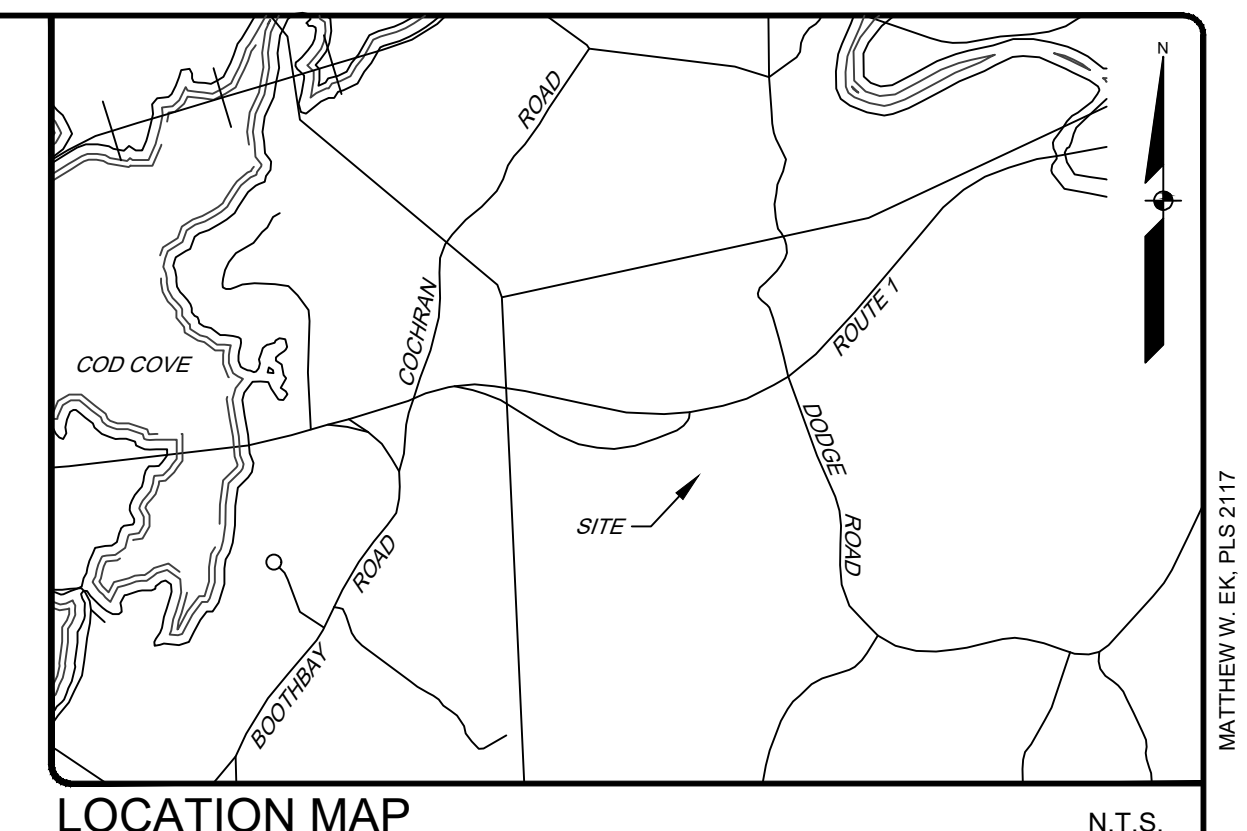 N
ROAD
COCHRAN
ROUTE 1
COD COVE
DODGE
ROAD
SITE
ROAD
BOOTHBAY
MATTHEW W. EK, PLS 2117
LOCATION MAP
N.T.S.